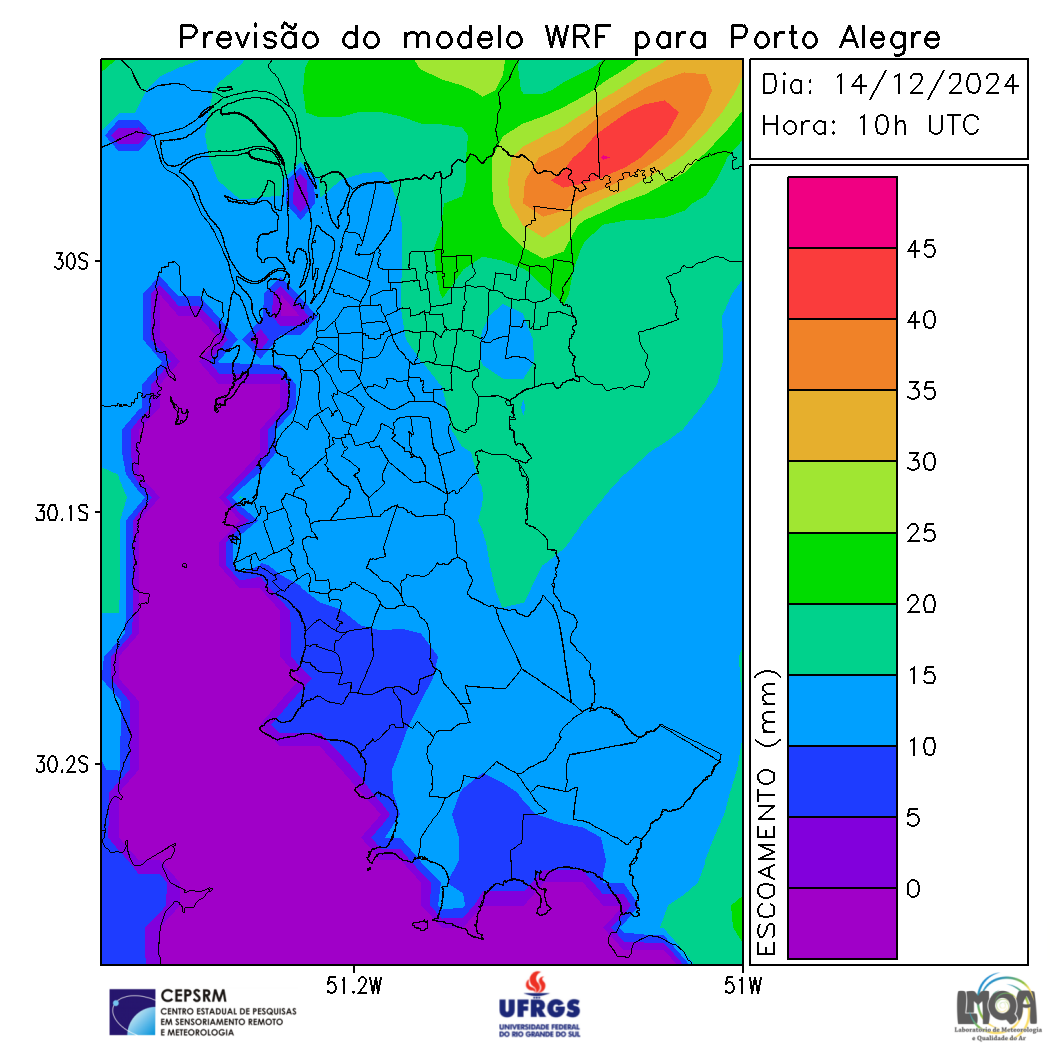 Previsão do modelo WRF para Porto Alegre
Dia: 14/12/2024
Hora: 10h UTC
30S
30.1S
30.2S
51.2W
51W
ESCOAMENTO (mm)
45
40
35
30
25
20
15
10
5
0
CEPSRM
CENTRO ESTADUAL DE PESQUISAS
EM SENSORIAMENTO REMOTO
E METEOROLOGIA
UFRGS
UNIVERSIDADE FEDERAL
DO RIO GRANDE DO SUL
LMQA
Laboratório de Meteorologia
e Qualidade do Ar